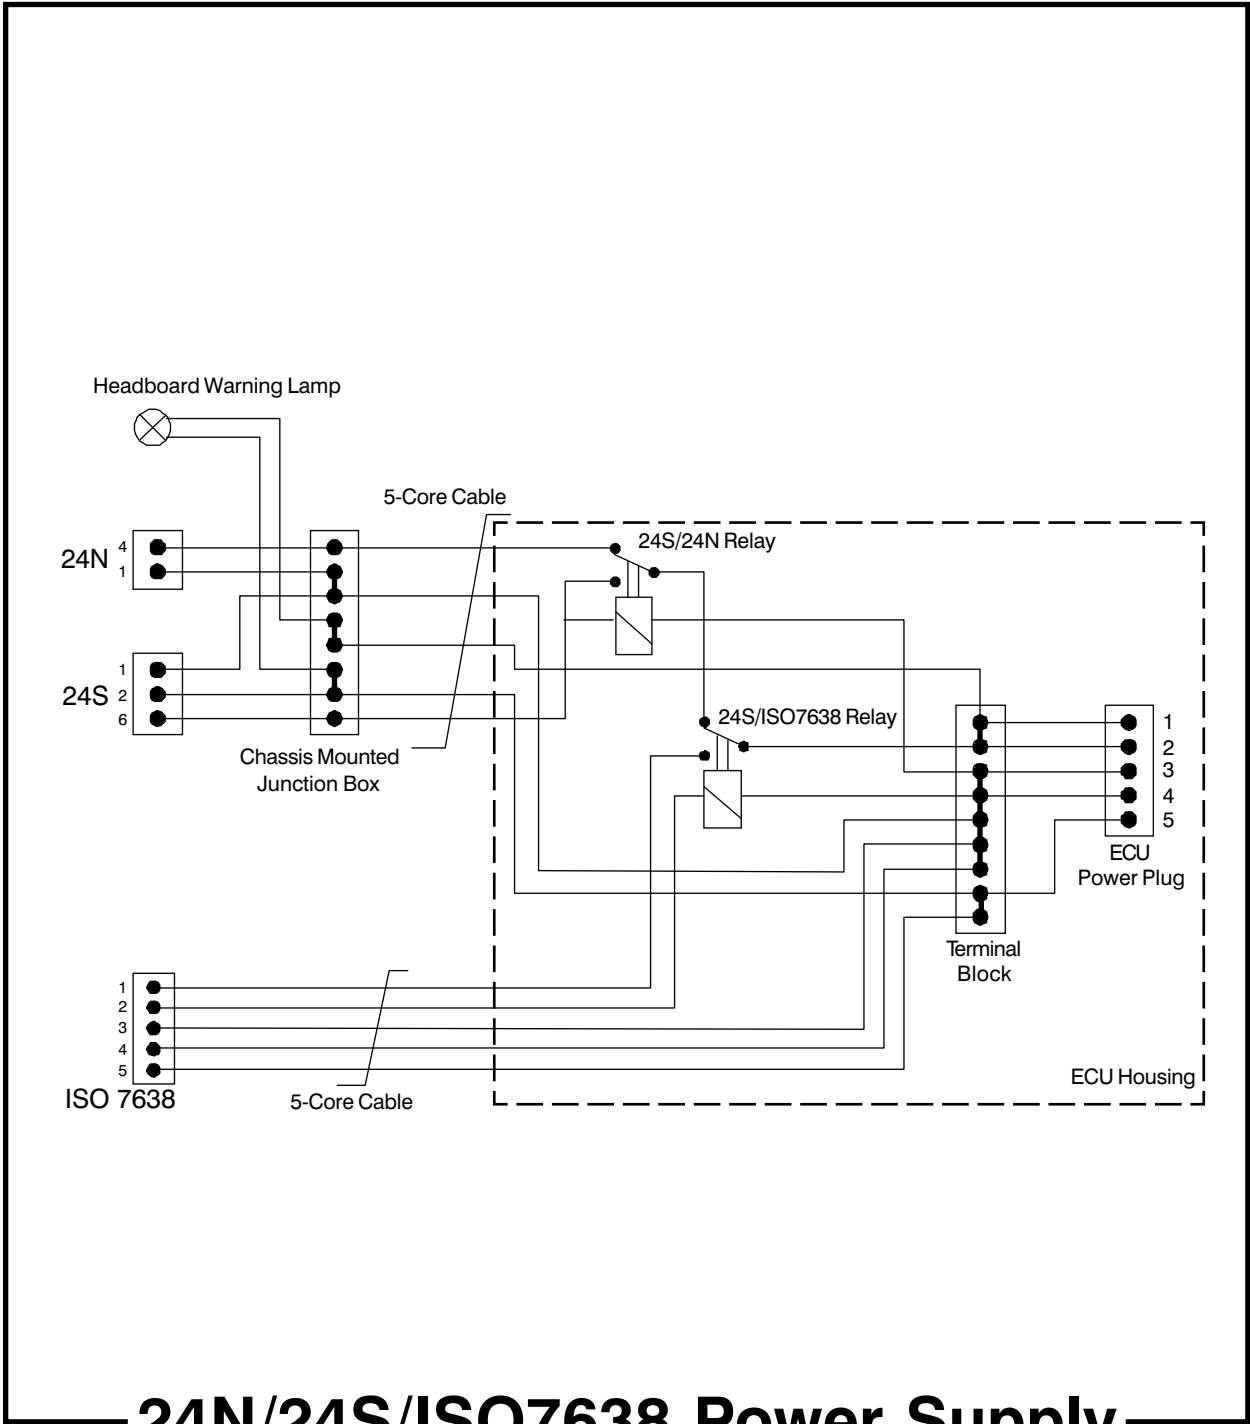 Headboard Warning Lamp
5-Core Cable
24S/24N Relay
24N
4
1
24S
1
2
6
Chassis Mounted
Junction Box
24S/ISO7638 Relay
1
2
3
4
5
ECU
Power Plug
Terminal
Block
1
2
3
4
5
ISO 7638
5-Core Cable
ECU Housing
24N/24S/ISO7638 Power Supply